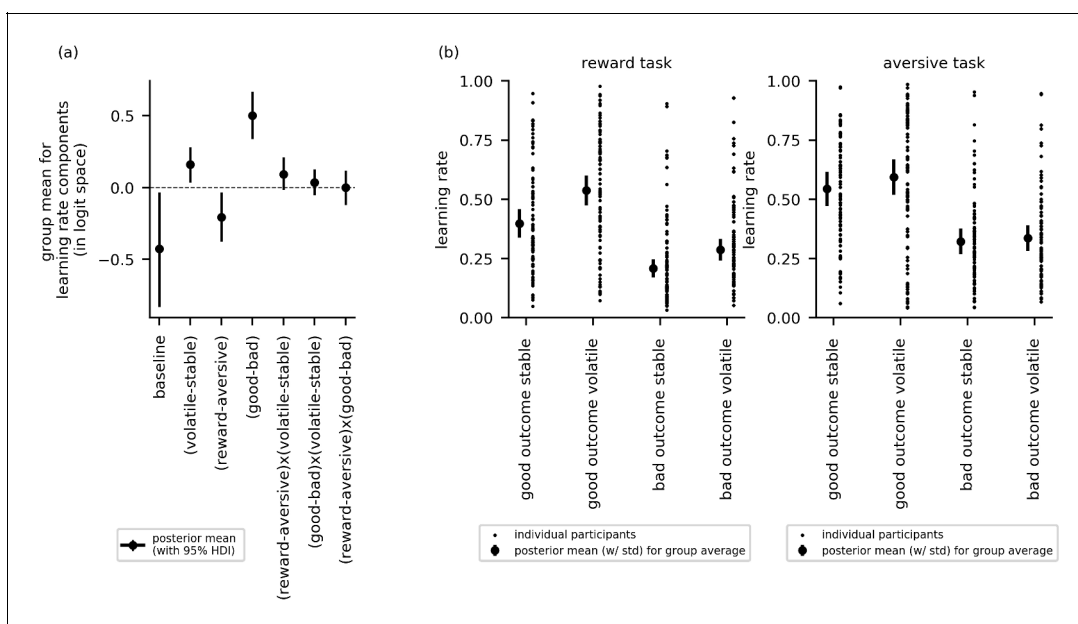 (a)
group mean for
learning rate components
(in logit space)
0.5
0.0
−0.5
baseline
(volatile-stable)
(reward-aversive)
(good-bad)
(reward-aversive)x(volatile-stable)
(good-bad)x(volatile-stable)
(reward-aversive)x(good-bad)
posterior mean
(with 95% HDI)
(b)
reward task
learning rate
1.00
0.75
0.50
0.25
0.00
good outcome stable
good outcome volatile
bad outcome stable
bad outcome volatile
individual participants
posterior mean (w/ std) for group average
aversive task
learning rate
1.00
0.75
0.50
0.25
0.00
good outcome stable
good outcome volatile
bad outcome stable
bad outcome volatile
individual participants
posterior mean (w/ std) for group average